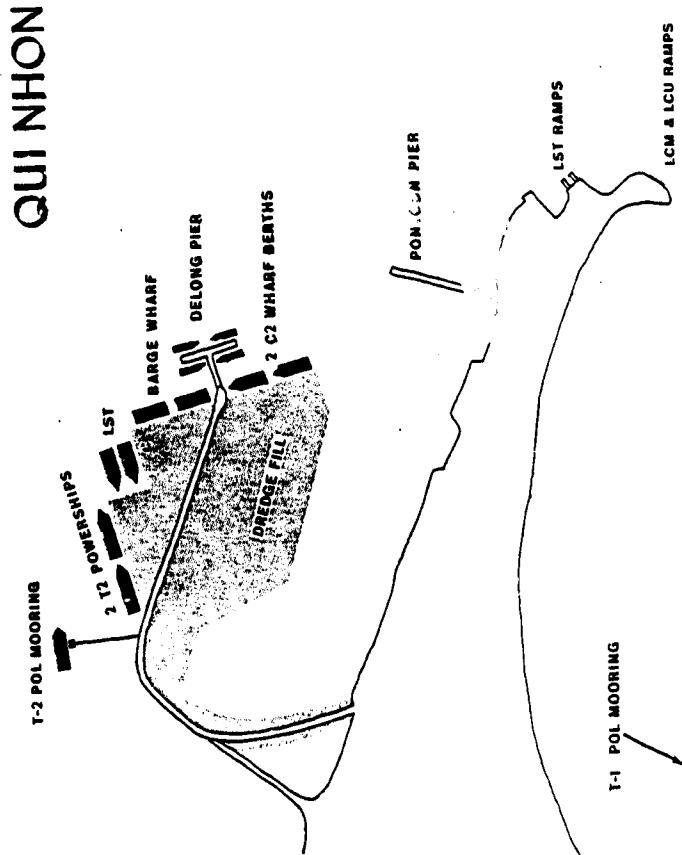 QUI NHON
T-2 POL MOORING
2 T2 POWERSHIPS
LST
BARGE WHARF
DELONG PIER
2 C2 WHARF BERTHS
DREDGE FILL
PIER
LST RAMPS
LCM & LCU RAMPS
T-1 POL MOORING